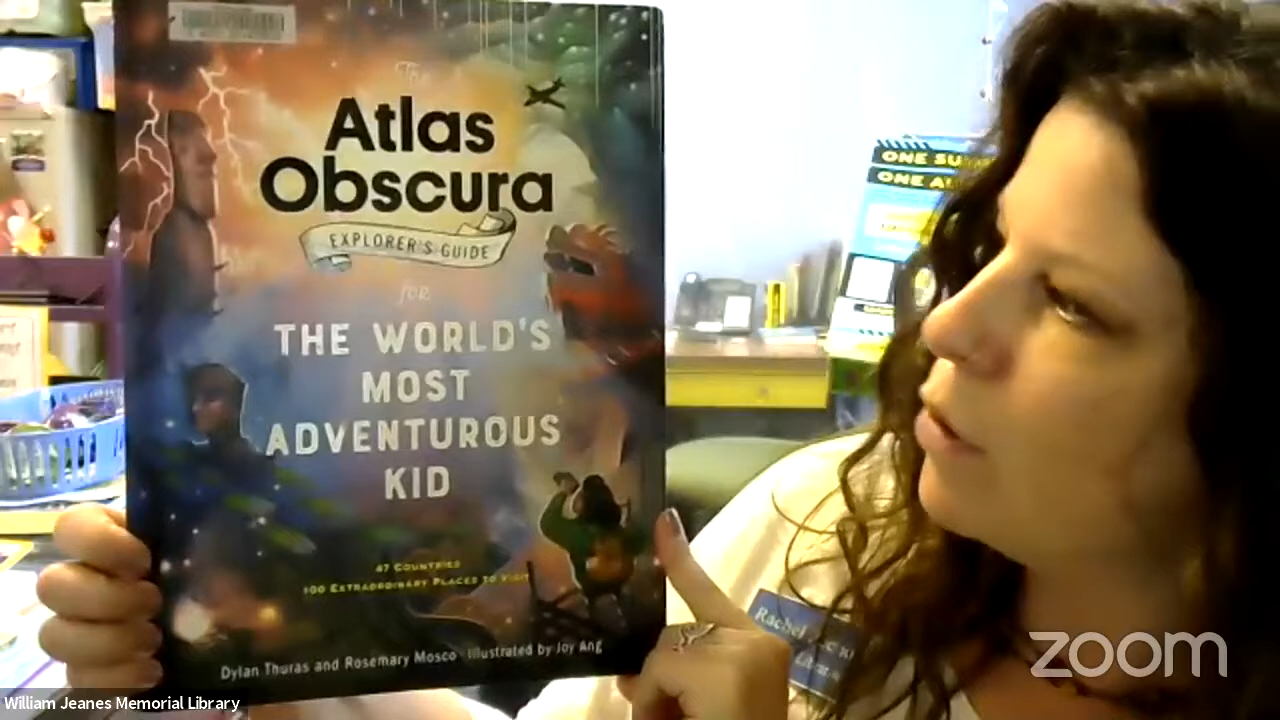 The
Atlas
Obscura
EXPLORER'S GUIDE
for
THE WORLD'S
MOST
ADVENTUROUS
KID
47 COUNTRIES
100 EXTRAORDINARY PLACES TO VISIT
Dylan Thuras and Rosemary Mosco Illustrated by Joy Ang
ONE SU
ONE A
Rachel
zoom
William Jeanes Memorial Library